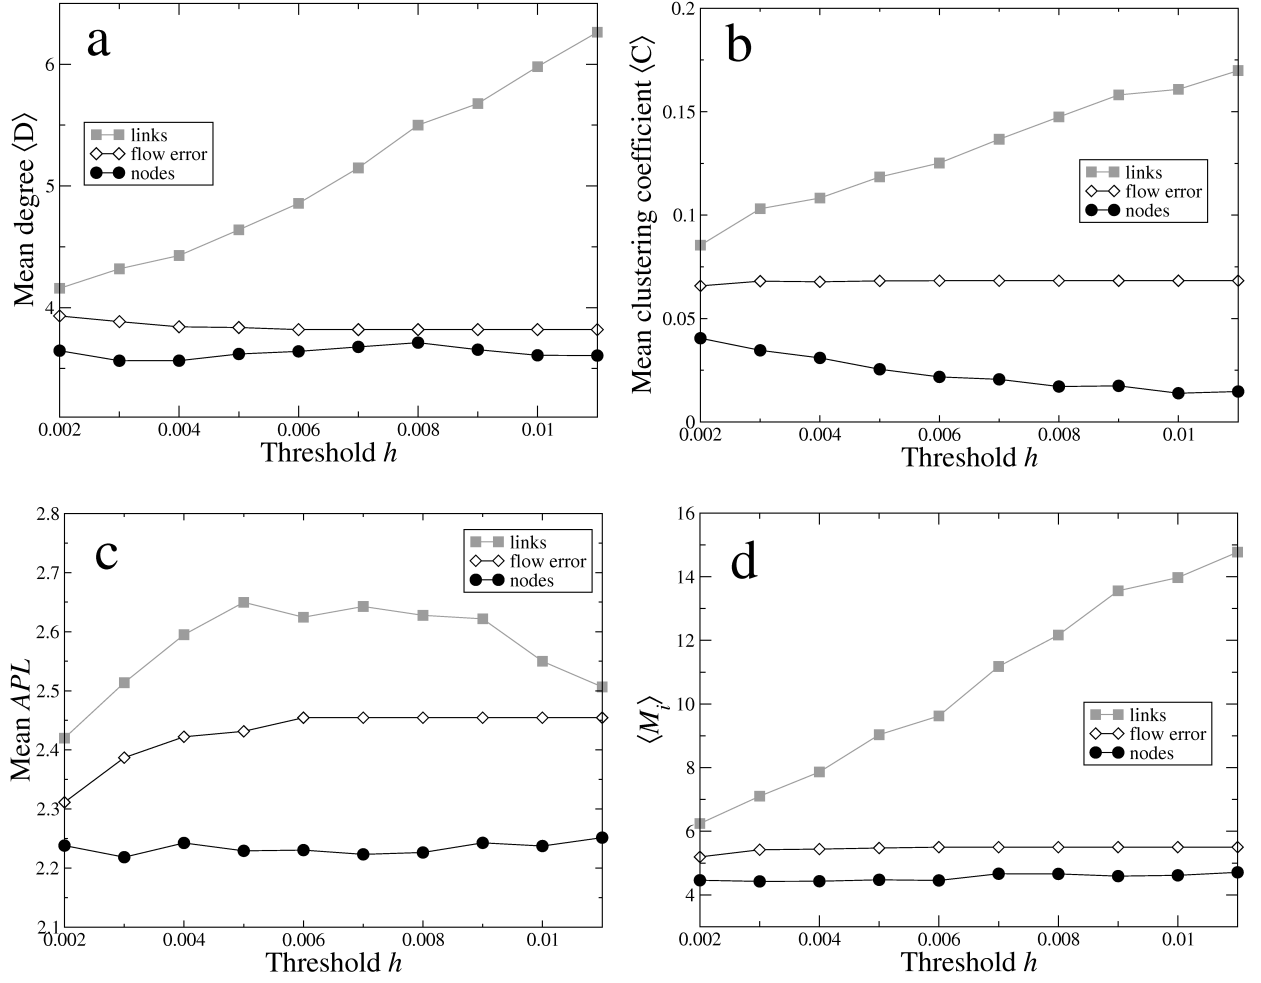 a
Mean degree ⟨D⟩
6
5
4
links
flow error
nodes
0.002 0.004 0.006 0.008 0.01
Threshold h
b
Mean clustering coefficient ⟨C⟩
0.2
0.15
0.1
0.05
0
links
flow error
nodes
0.002 0.004 0.006 0.008 0.01
Threshold h
c
Mean APL
2.8
2.7
2.6
2.5
2.4
2.3
2.2
2.1
links
flow error
nodes
0.002 0.004 0.006 0.008 0.01
Threshold h
d
⟨Mi⟩
16
14
12
10
8
6
4
links
flow error
nodes
0.002 0.004 0.006 0.008 0.01
Threshold h